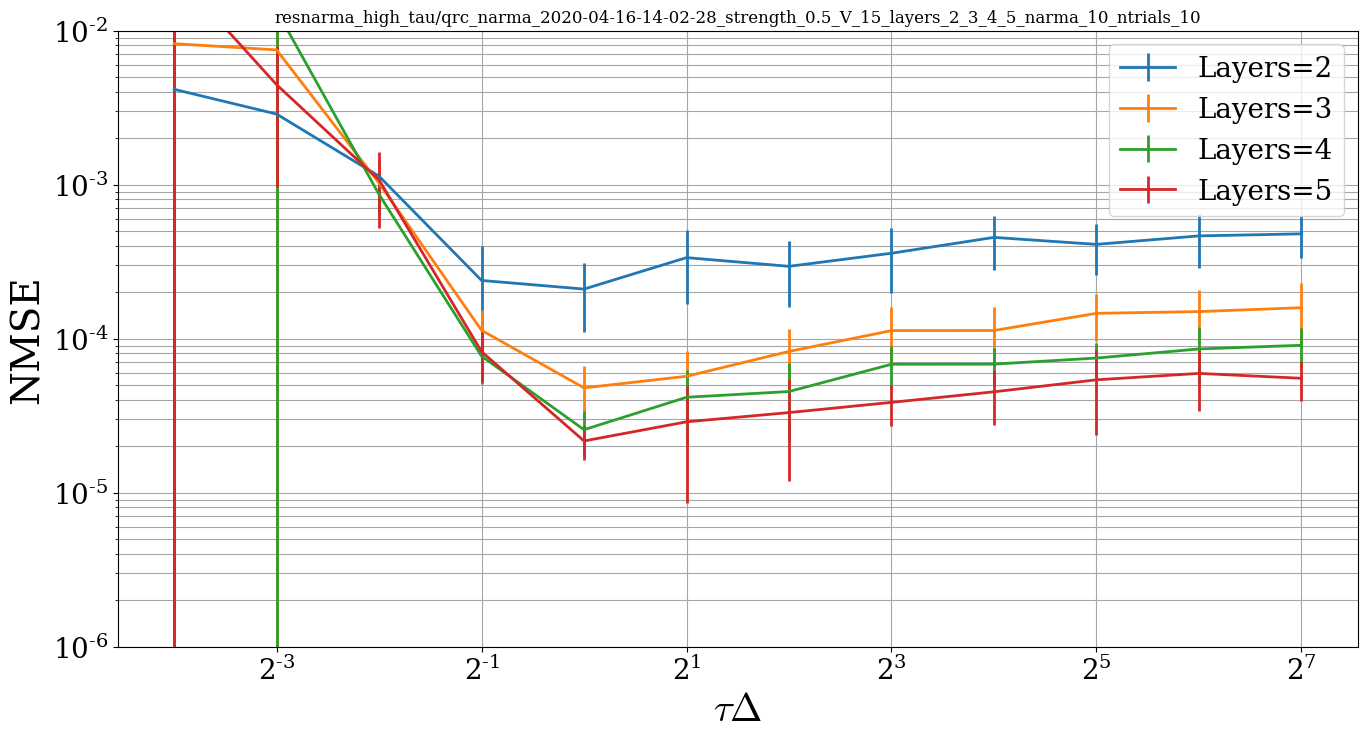 resnarma_high_tau/qrc_narma_2020-04-16-14-02-28_strength_0.5_V_15_layers_2_3_4_5_narma_10_ntrials_10
10^-2
10^-3
10^-4
10^-5
10^-6
NMSE
Layers=2
Layers=3
Layers=4
Layers=5
2^-3 2^-1 2^1 2^3 2^5 2^7
τΔ